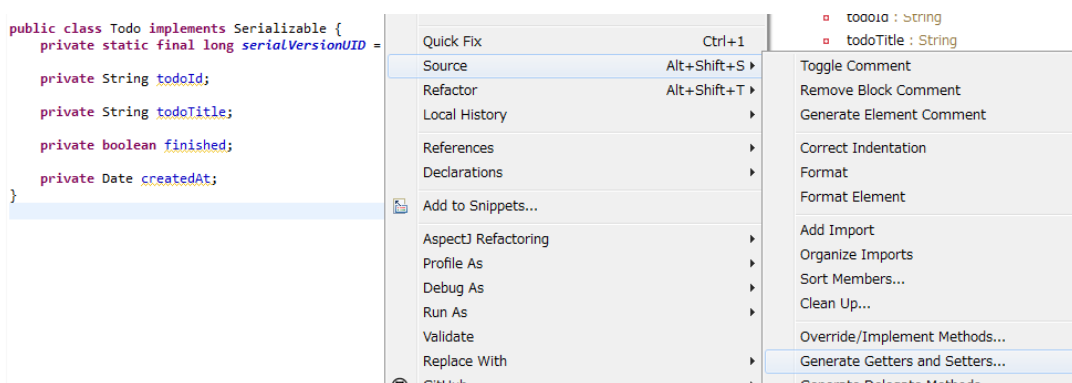 public class Todo implements Serializable {
private static final long serialVersionUID =
private String todoId;
private String todoTitle;
private boolean finished;
private Date createdAt;
}
Quick Fix Ctrl+1
Source Alt+Shift+S
Refactor Alt+Shift+T
Local History
References
Declarations
Add to Snippets...
AspectJ Refactoring
Profile As
Debug As
Run As
Validate
Replace With
GitHub
todoId : String
todoTitle : String
Toggle Comment
Remove Block Comment
Generate Element Comment
Correct Indentation
Format
Format Element
Add Import
Organize Imports
Sort Members...
Clean Up...
Override/Implement Methods...
Generate Getters and Setters...
Generate Delegate Methods